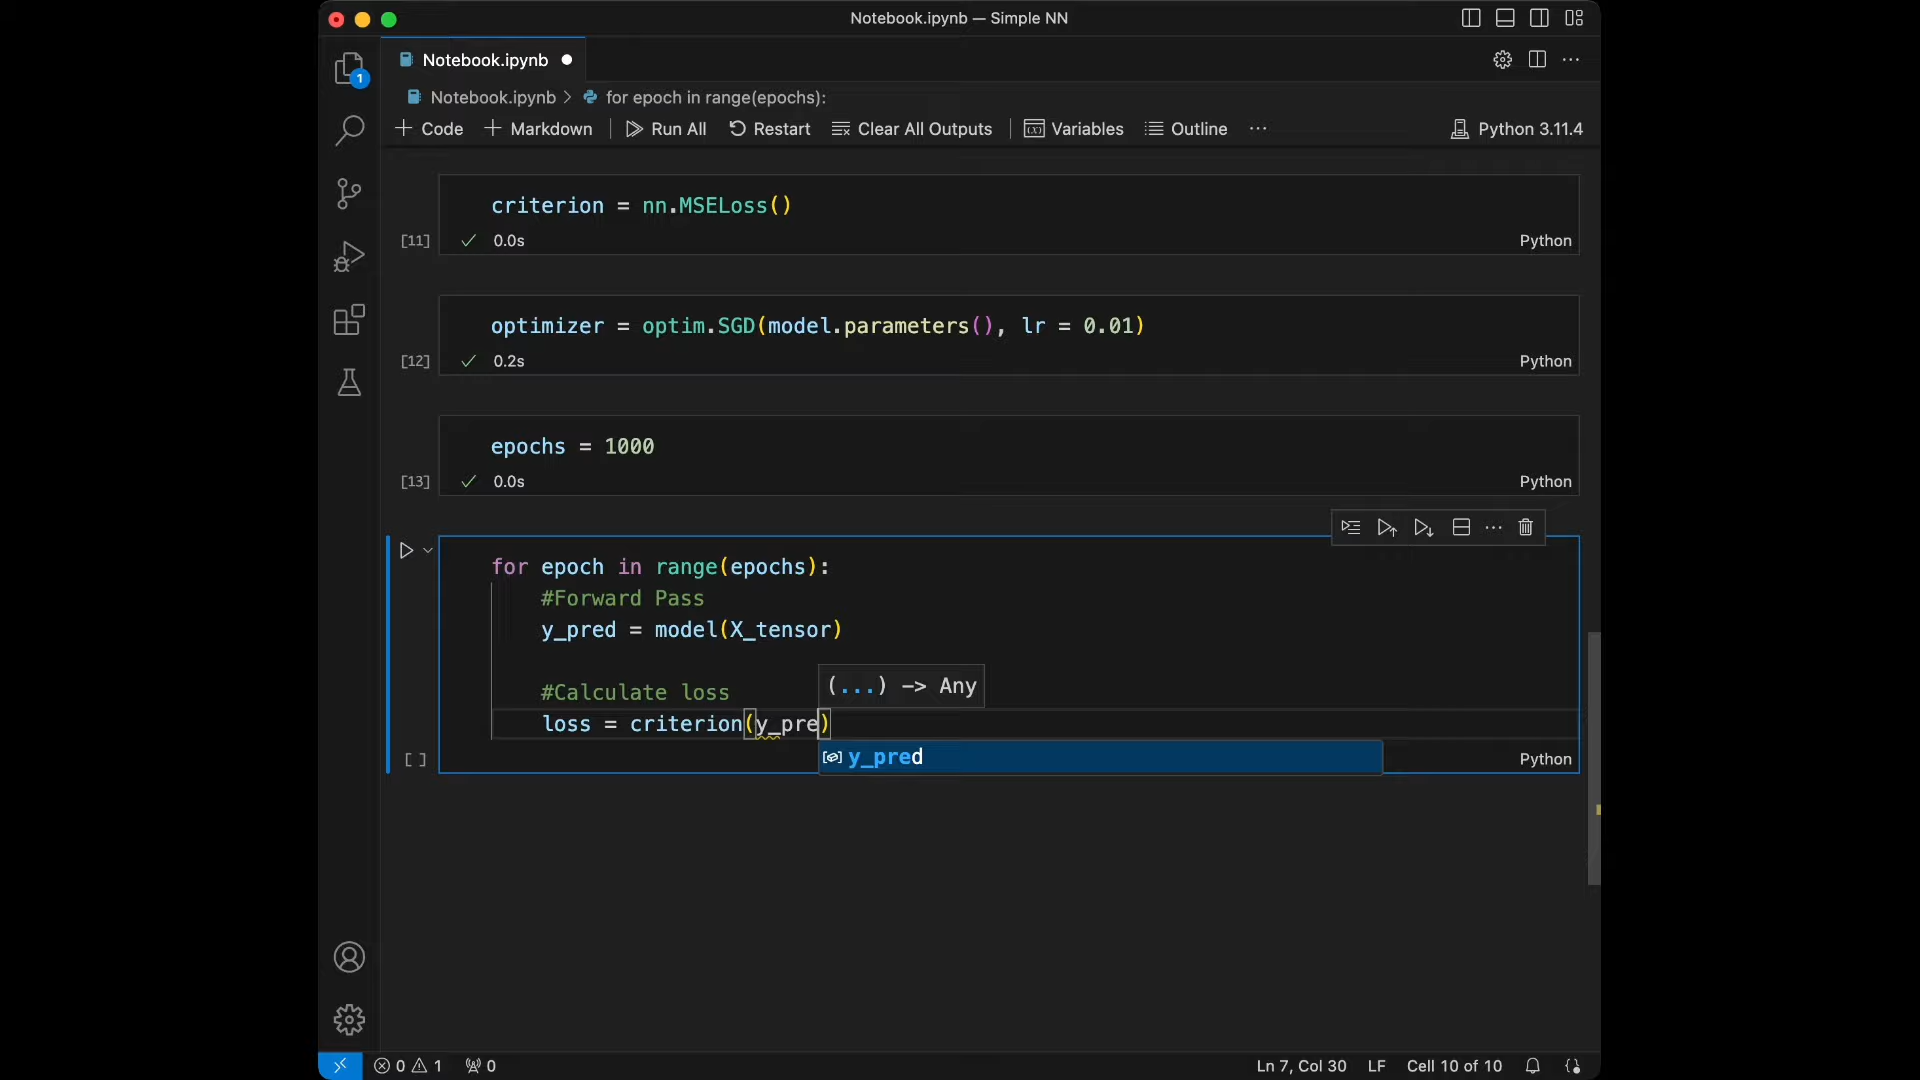 Notebook.ipynb — Simple NN
1
Notebook.ipynb
Notebook.ipynb > for epoch in range(epochs):
+ Code + Markdown Run All Restart Clear All Outputs Variables Outline ··· Python 3.11.4
criterion = nn.MSELoss()
[11] ✓ 0.0s Python
optimizer = optim.SGD(model.parameters(), lr = 0.01)
[12] ✓ 0.2s Python
epochs = 1000
[13] ✓ 0.0s Python
for epoch in range(epochs):
#Forward Pass
y_pred = model(X_tensor)
(...) -> Any
#Calculate loss
loss = criterion(y_pre)
y_pred
[ ] Python
0 1 0 Ln 7, Col 30 LF Cell 10 of 10